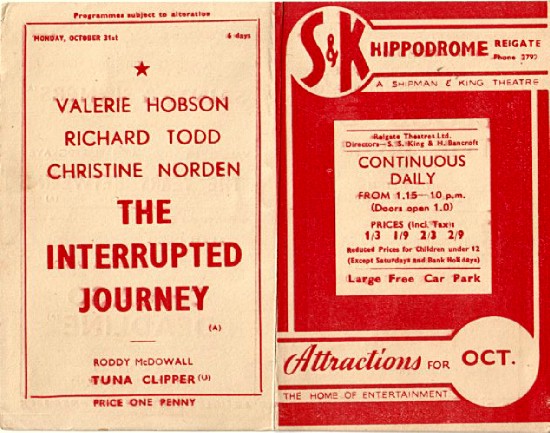 Programmes subject to alteration
MONDAY, OCTOBER 31st 6 days
VALERIE HOBSON
RICHARD TODD
CHRISTINE NORDEN
THE
INTERRUPTED
JOURNEY
(A)
RODDY McDOWALL
TUNA CLIPPER (U)
PRICE ONE PENNY
S&K HIPPODROME REIGATE
Phone 2792
A SHIPMAN & KING THEATRE
Reigate Theatres Ltd.
Directors—S. S. King & H. Bancroft
CONTINUOUS
DAILY
FROM 1.15—10 p.m.
(Doors open 1.0)
PRICES (incl. Tax)
1/3 1/9 2/3 2/9
Reduced Prices for Children under 12
(Except Saturdays and Bank Holidays)
Large Free Car Park
Attractions FOR OCT.
THE HOME OF ENTERTAINMENT